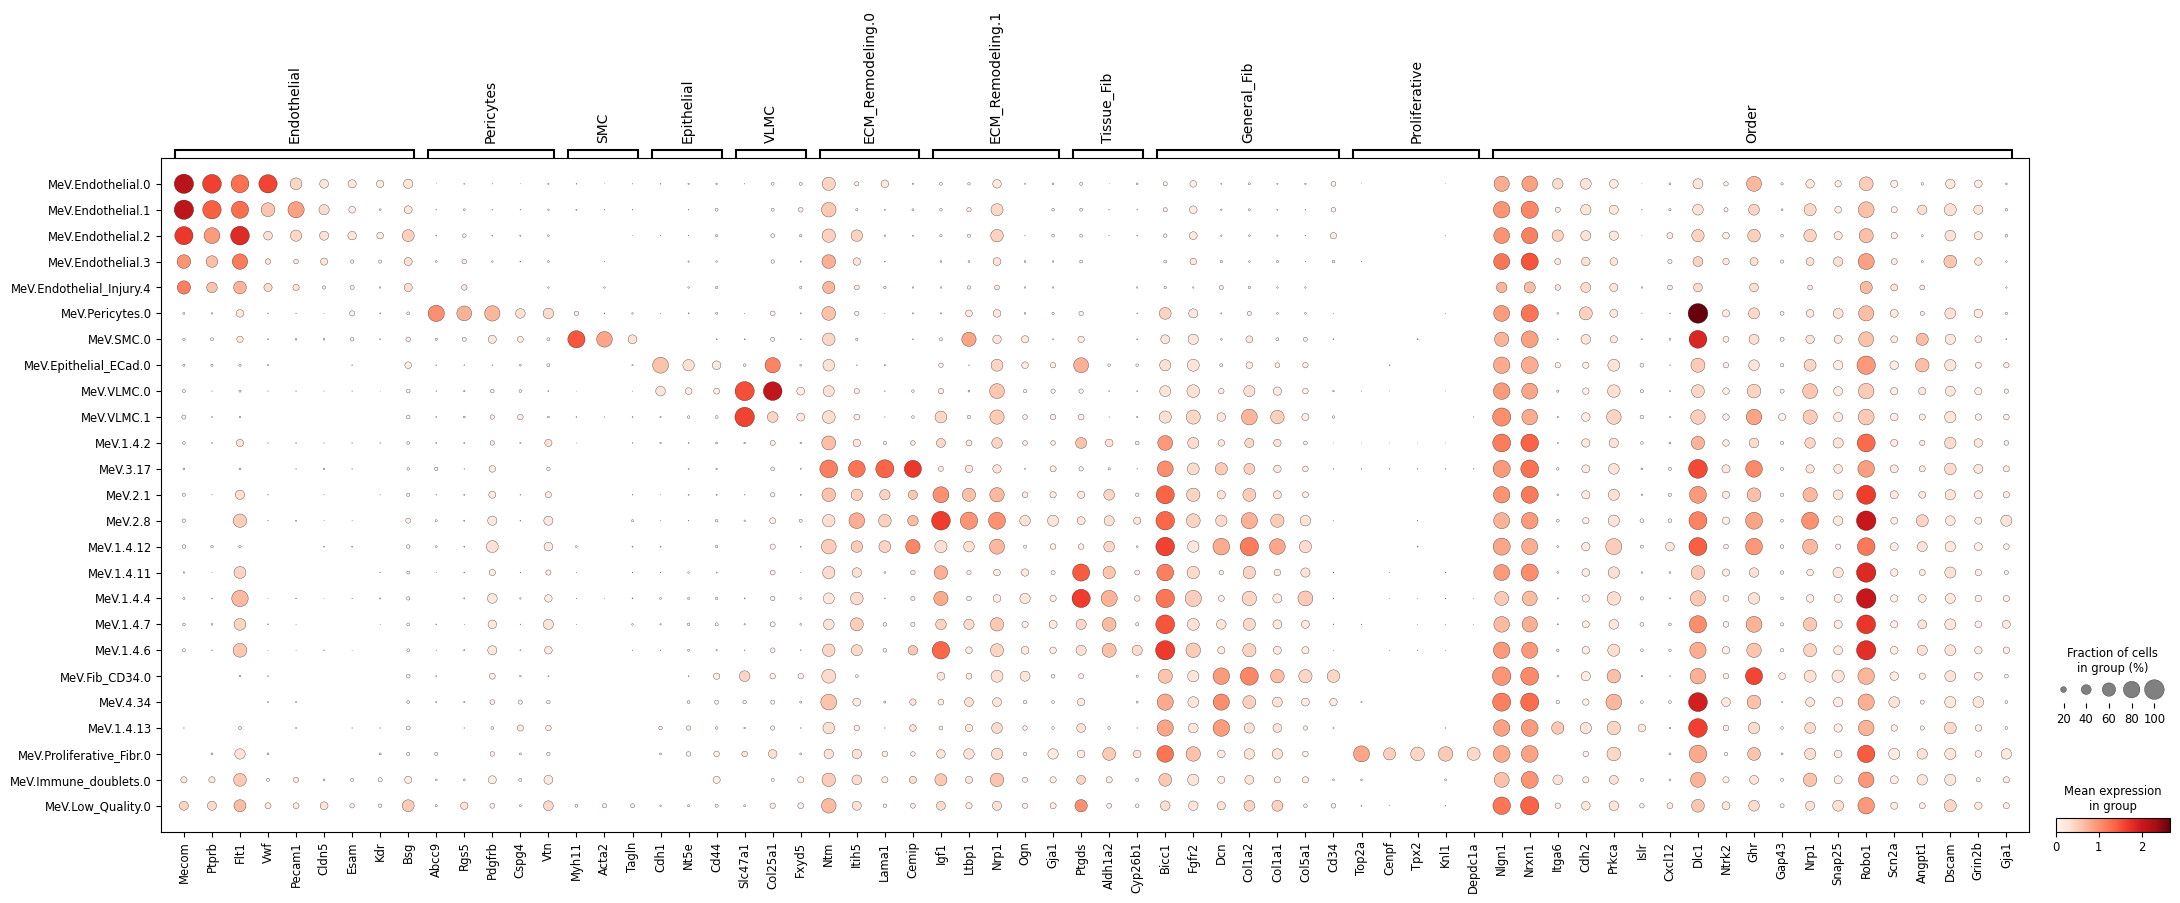 Endothelial
Pericytes
SMC
Epithelial
VLMC
ECM_Remodeling.0
ECM_Remodeling.1
Tissue_Fib
General_Fib
Proliferative
Order
MeV.Endothelial.0
MeV.Endothelial.1
MeV.Endothelial.2
MeV.Endothelial.3
MeV.Endothelial_Injury.4
MeV.Pericytes.0
MeV.SMC.0
MeV.Epithelial_ECad.0
MeV.VLMC.0
MeV.VLMC.1
MeV.1.4.2
MeV.3.17
MeV.2.1
MeV.2.8
MeV.1.4.12
MeV.1.4.11
MeV.1.4.4
MeV.1.4.7
MeV.1.4.6
MeV.Fib_CD34.0
MeV.4.34
MeV.1.4.13
MeV.Proliferative_Fibr.0
MeV.Immune_doublets.0
MeV.Low_Quality.0
Mecom
Ptprb
Flt1
Vwf
Pecam1
Cldn5
Esam
Kdr
Bsg
Abcc9
Rgs5
Pdgfrb
Cspg4
Vtn
Myh11
Acta2
Tagln
Cdh1
Nt5e
Cd44
Slc47a1
Col25a1
Fxyd5
Ntm
Itih5
Lama1
Cemip
Igf1
Ltbp1
Nrp1
Ogn
Gja1
Ptgds
Aldh1a2
Cyp26b1
Bicc1
Fgfr2
Dcn
Col1a2
Col1a1
Col5a1
Cd34
Top2a
Cenpf
Tpx2
Knl1
Depdc1a
Nlgn1
Nrxn1
Itga6
Cdh2
Prkca
Islr
Cxcl12
Dlc1
Ntrk2
Ghr
Gap43
Nrp1
Snap25
Robo1
Scn2a
Angpt1
Dscam
Grin2b
Gja1
Fraction of cells
in group (%)
20 40 60 80 100
Mean expression
in group
0 1 2